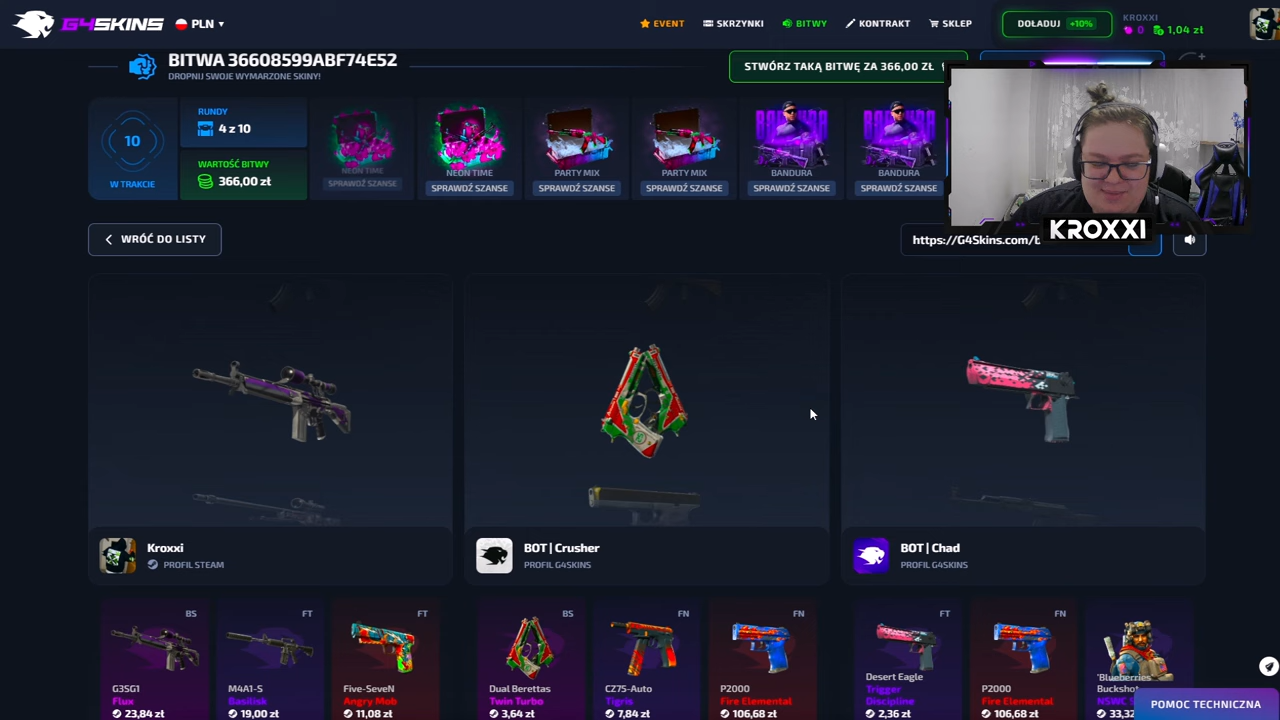 G4SKINS
PLN
EVENT
SKRZYNKI
BITWY
KONTRAKT
SKLEP
DOŁADUJ +10%
KROXXI
0 1,04 zł
BITWA 36608599ABF74E52
DROPNIJ SWOJE WYMARZONE SKINY!
STWÓRZ TAKĄ BITWĘ ZA 366,00 ZŁ
10
W TRAKCIE
RUNDY
4 z 10
WARTOŚĆ BITWY
366,00 zł
NEON TIME
SPRAWDŹ SZANSE
NEON TIME
SPRAWDŹ SZANSE
PARTY MIX
SPRAWDŹ SZANSE
PARTY MIX
SPRAWDŹ SZANSE
BANDURA
BANDURA
SPRAWDŹ SZANSE
BANDURA
BANDURA
SPRAWDŹ SZANSE
KROXXI
WRÓĆ DO LISTY
https://G4Skins.com/b
Kroxxi
PROFIL STEAM
BOT | Crusher
PROFIL G4SKINS
BOT | Chad
PROFIL G4SKINS
BS
G3SG1
Flux
23,84 zł
FT
M4A1-S
Basilisk
19,00 zł
FT
Five-SeveN
Angry Mob
11,08 zł
BS
Dual Berettas
Twin Turbo
3,64 zł
FN
CZ75-Auto
Tigris
7,84 zł
FN
P2000
Fire Elemental
106,68 zł
FT
Desert Eagle
Trigger
Discipline
2,36 zł
FN
P2000
Fire Elemental
106,68 zł
'Blueberries'
Buckshot
NSWC
33,32
POMOC TECHNICZNA